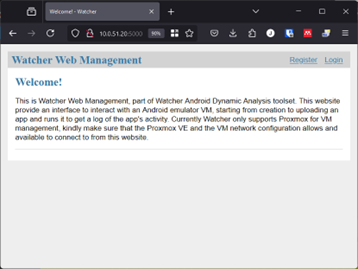 Welcome! - Watcher
10.0.51.20:5000
90%
Watcher Web Management
Register Login
Welcome!
This is Watcher Web Management, part of Watcher Android Dynamic Analysis toolset. This website
provide an interface to interact with an Android emulator VM, starting from creation to uploading an
app and runs it to get a log of the app's activity. Currently Watcher only supports Proxmox for VM
management, kindly make sure that the Proxmox VE and the VM network configuration allows and
available to connect to from this website.